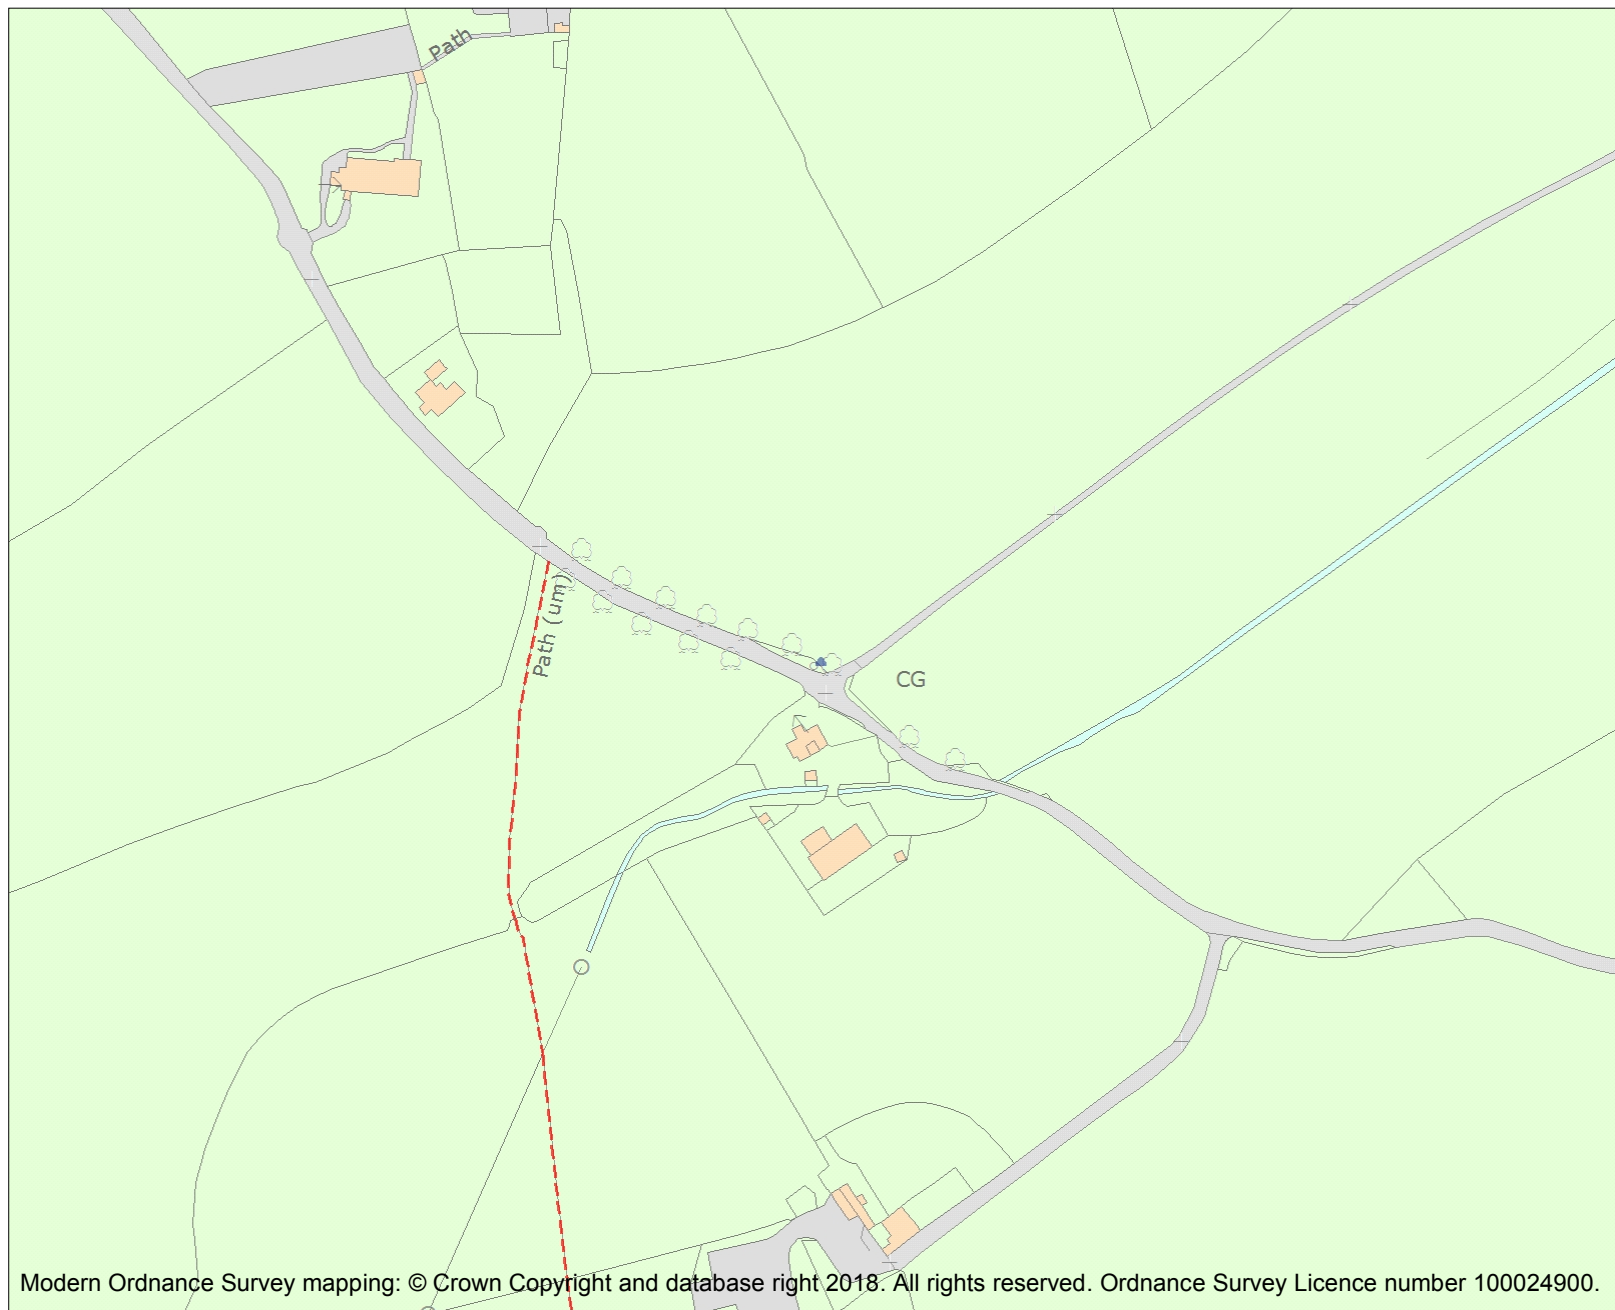 Path
Path (um)
CG
Modern Ordnance Survey mapping: © Crown Copyright and database right 2018. All rights reserved. Ordnance Survey Licence number 100024900.